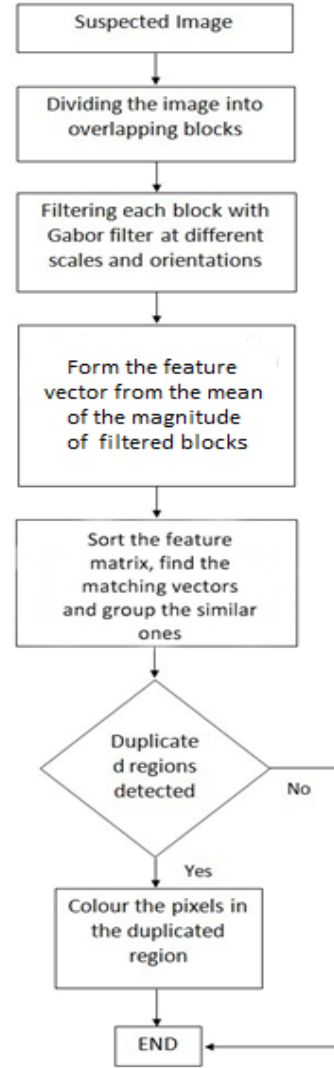 Suspected Image
Dividing the image into
overlapping blocks
Filtering each block with
Gabor filter at different
scales and orientations
Form the feature
vector from the mean
of the magnitude
of filtered blocks
Sort the feature
matrix, find the
matching vectors
and group the similar
ones
Duplicate
d regions
detected
No
Yes
Colour the pixels in
the duplicated
region
END